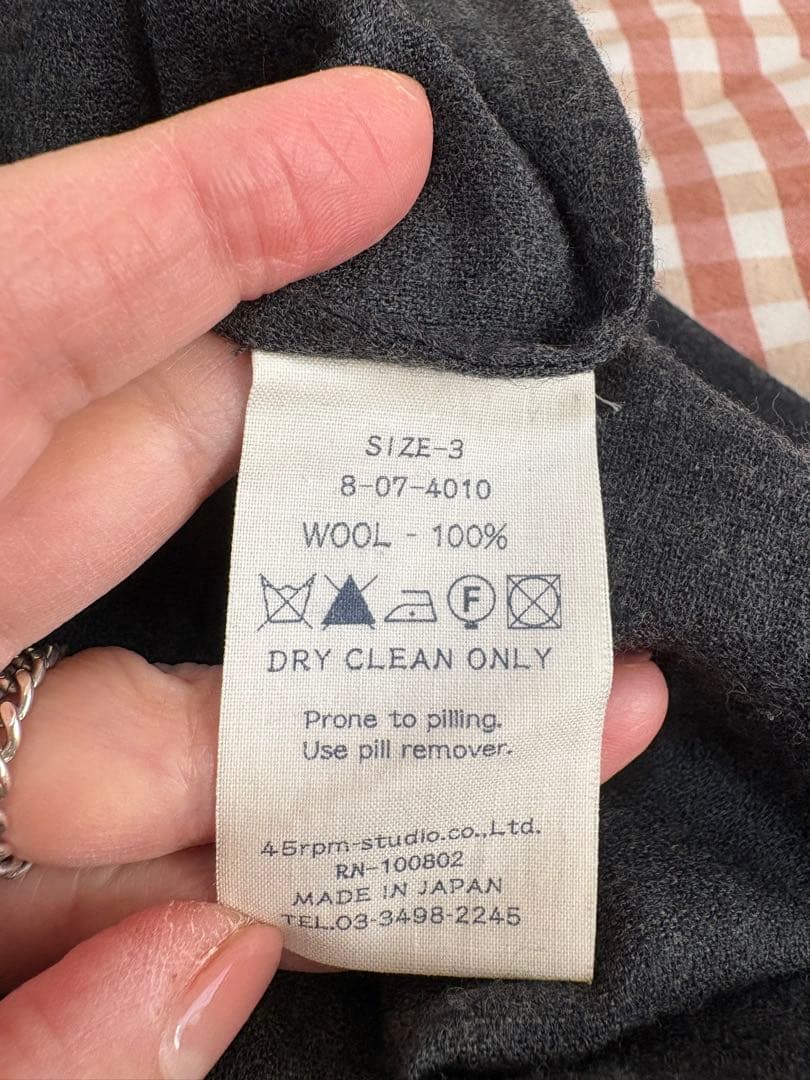 SIZE-3
8-07-4010
WOOL - 100%
F
DRY CLEAN ONLY
Prone to pilling.
Use pill remover.
45rpm-studio.co.,Ltd.
RN-100802
MADE IN JAPAN
TEL.03-3498-2245